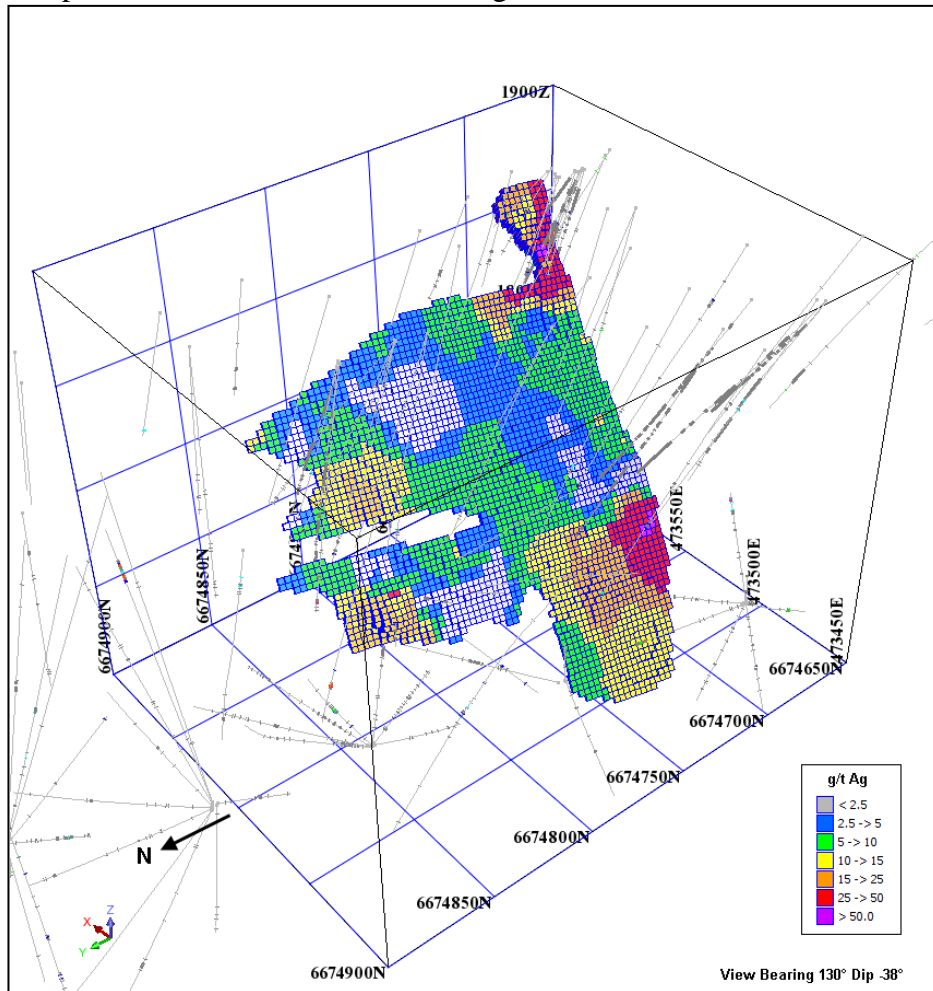 1900Z
473550E
473500E
473450E
6674900N
6674850N
6674650N
6674700N
6674750N
6674800N
6674850N
6674900N
N
X
Y
Z
g/t Ag
< 2.5
2.5 -> 5
5 -> 10
10 -> 15
15 -> 25
25 -> 50
> 50.0
View Bearing 130° Dip -38°